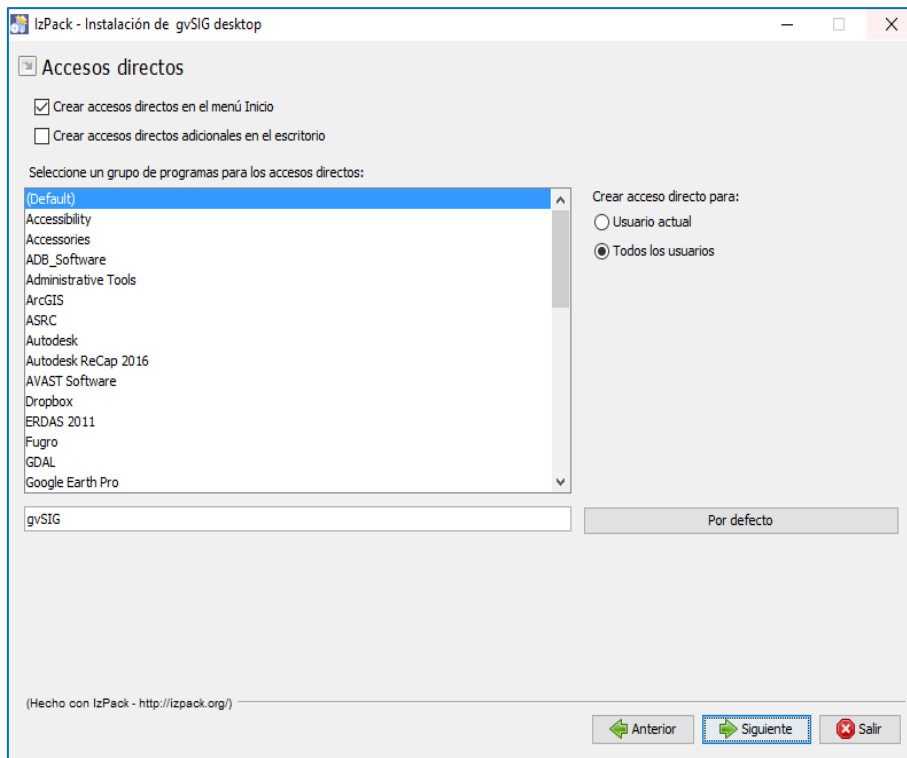 IzPack - Instalación de gvSIG desktop
Accesos directos
Crear accesos directos en el menú Inicio
Crear accesos directos adicionales en el escritorio
Seleccione un grupo de programas para los accesos directos:
(Default)
Accessibility
Accessories
ADB_Software
Administrative Tools
ArcGIS
ASRC
Autodesk
Autodesk ReCap 2016
AVAST Software
Dropbox
ERDAS 2011
Fugro
GDAL
Google Earth Pro
Crear acceso directo para:
Usuario actual
Todos los usuarios
gvSIG
Por defecto
(Hecho con IzPack - http://izpack.org/)
Anterior
Siguiente
Salir